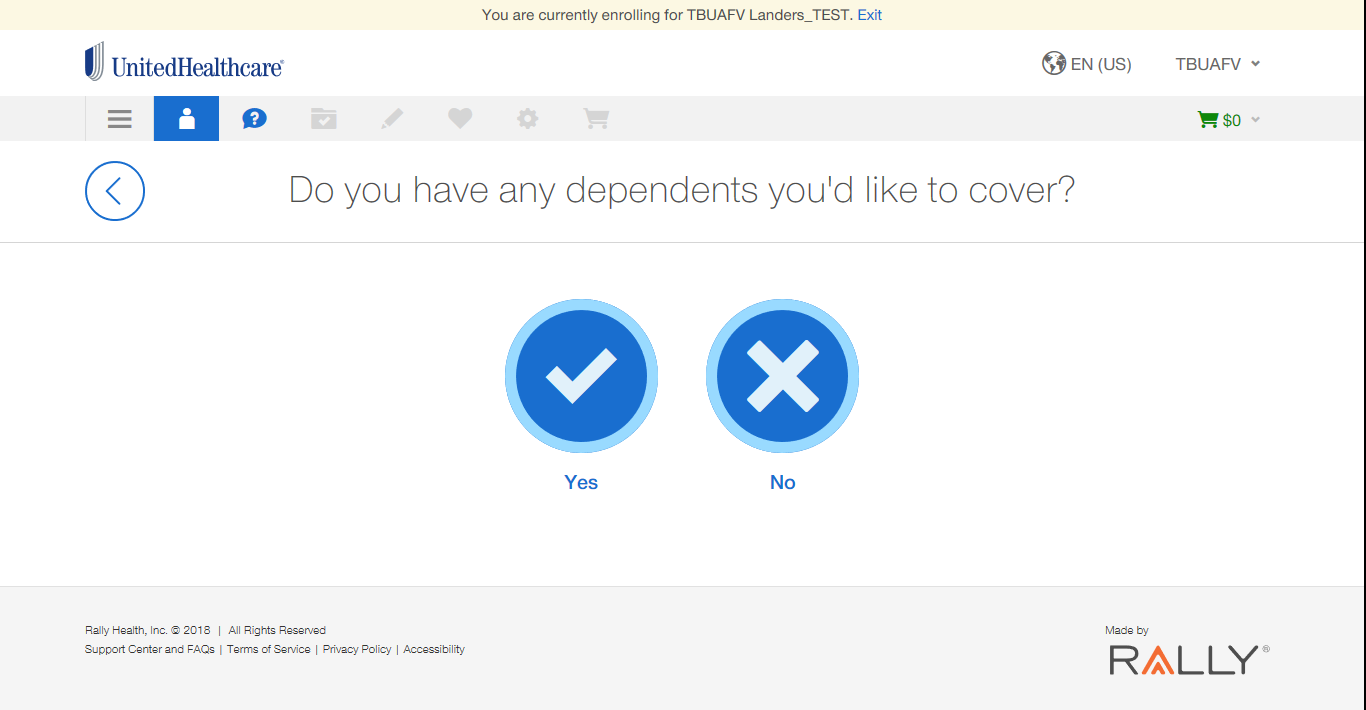 You are currently enrolling for TBUAFV Landers_TEST. Exit
UnitedHealthcare®
EN (US)
TBUAFV
$0
Do you have any dependents you'd like to cover?
Yes
No
Rally Health, Inc. © 2018 | All Rights Reserved
Support Center and FAQs | Terms of Service | Privacy Policy | Accessibility
Made by
RALLY®